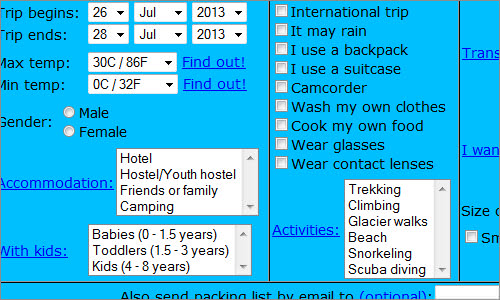 Trip begins: 26 Jul 2013
Trip ends: 28 Jul 2013
Max temp: 30C / 86F Find out!
Min temp: 0C / 32F Find out!
Gender: Male
Female
Accommodation:
Hotel
Hostel/Youth hostel
Friends or family
Camping
With kids:
Babies (0 - 1.5 years)
Toddlers (1.5 - 3 years)
Kids (4 - 8 years)
International trip
It may rain
I use a backpack
I use a suitcase
Camcorder
Wash my own clothes
Cook my own food
Wear glasses
Wear contact lenses
Activities:
Trekking
Climbing
Glacier walks
Beach
Snorkeling
Scuba diving
Trans
I wan
Size o
Sm
Also send packing list by email to (optional):